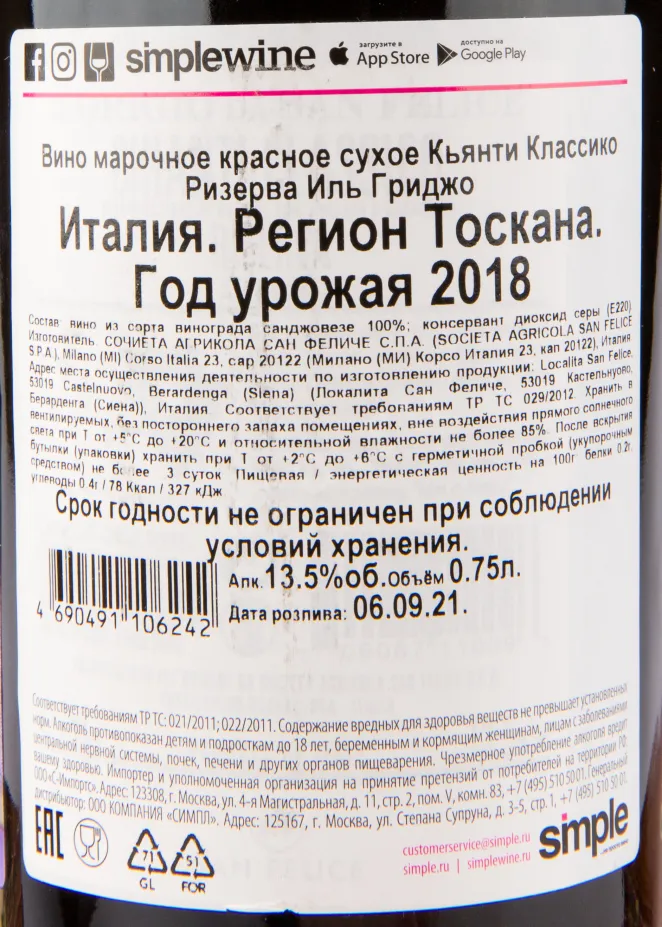 simplewine загрузите в App Store доступно на Google Play
Вино марочное красное сухое Кьянти Классико
Ризерва Иль Гриджо
Италия. Регион Тоскана.
Год урожая 2018
Состав: вино из сорта винограда санджовезе 100%; консервант диоксид серы (E220)
Изготовитель: СОЧИЕТА АГРИКОЛА САН ФЕЛИЧЕ С.П.А. (SOCIETA AGRICOLA SAN FELICE
S.P.A.), Milano (MI) Corso Italia 23, cap 20122 (Милано (МИ) Корсо Италия 23, кап 20122), Италия
Адрес места осуществления деятельности по изготовлению продукции: Localita San Felice,
53019 Castelnuovo, Berardenga (Siena) (Локалита Сан Феличе, 53019 Кастельнуово,
Берарденга (Сиена)), Италия. Соответствует требованиям ТР ТС 029/2012. Хранить в
вентилируемых, без постороннего запаха помещениях, вне воздействия прямого солнечного
света при Т от +5°С до +20°С и относительной влажности не более 85%. После вскрытия
бутылки (упаковки) хранить при Т от +2°С до +6°С с герметичной пробкой (укупорочным
средством) не более 3 суток Пищевая / энергетическая ценность на 100г белки 0.2г,
углеводы 0.4г / 78 Ккал / 327 кДж
Срок годности не ограничен при соблюдении
условий хранения.
Алк. 13.5%об. Объём 0.75л.
Дата розлива: 06.09.21.
4 690491 106242
Соответствует требованиям ТР ТС: 021/2011; 022/2011. Содержание вредных для здоровья веществ не превышает установленных
норм. Алкоголь противопоказан детям и подросткам до 18 лет, беременным и кормящим женщинам, лицам с заболеваниями
центральной нервной системы, почек, печени и других органов пищеварения. Чрезмерное употребление алкоголя вредит
вашему здоровью. Импортер и уполномоченная организация на принятие претензий от потребителей на территории РФ:
ООО «С-Импортс». Адрес: 123308, г. Москва, ул. 4-я Магистральная, д. 11, стр. 2, пом. V, комн. 83, +7 (495) 510 50 01. Генеральный
дистрибьютор: ООО КОМПАНИЯ «СИМПЛ». Адрес: 125167, г. Москва, ул. Степана Супруна, д. 3-5, стр. 1, +7 (495) 510 50 01.
EAC
71 GL
51 FOR
customerservice@simple.ru
simple.ru | simplewine.ru
simple